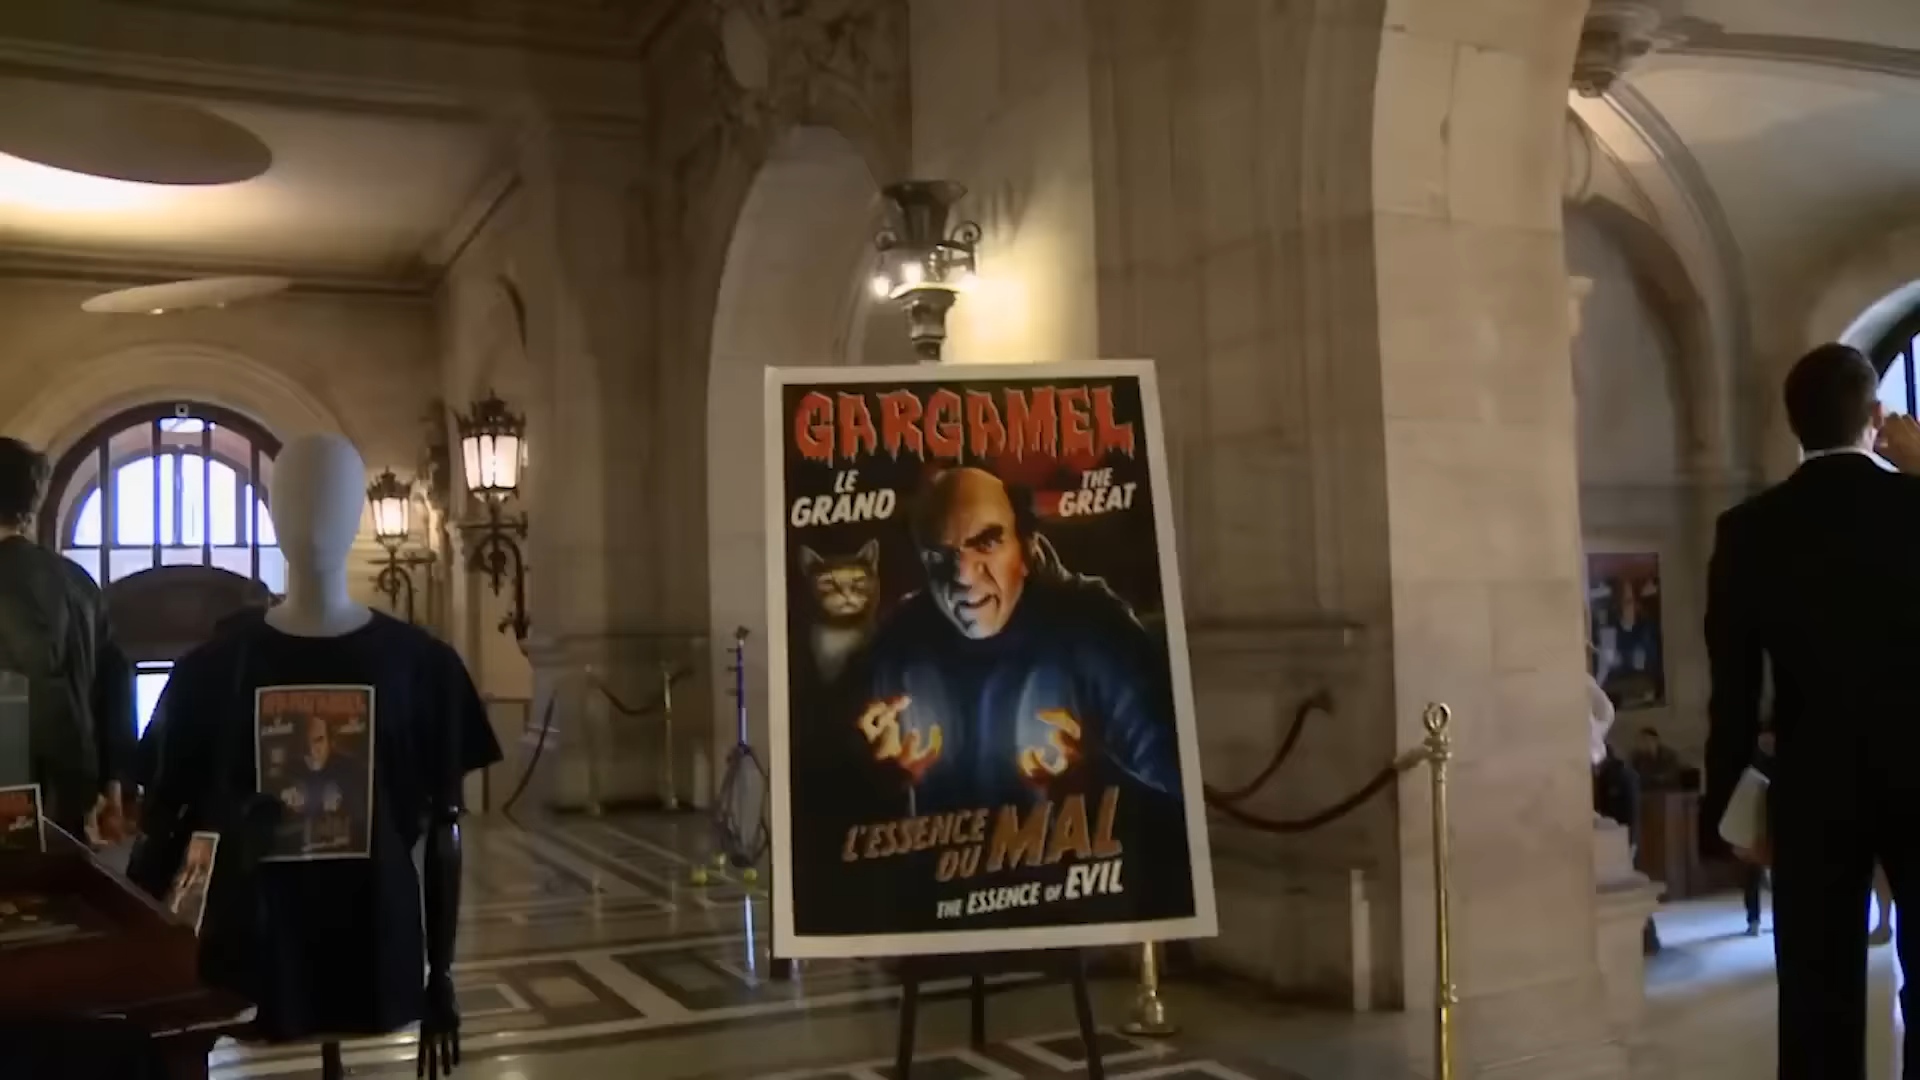 GARGAMEL
LE
GRAND
THE
GREAT
L'ESSENCE
DU MAL
THE ESSENCE OF EVIL